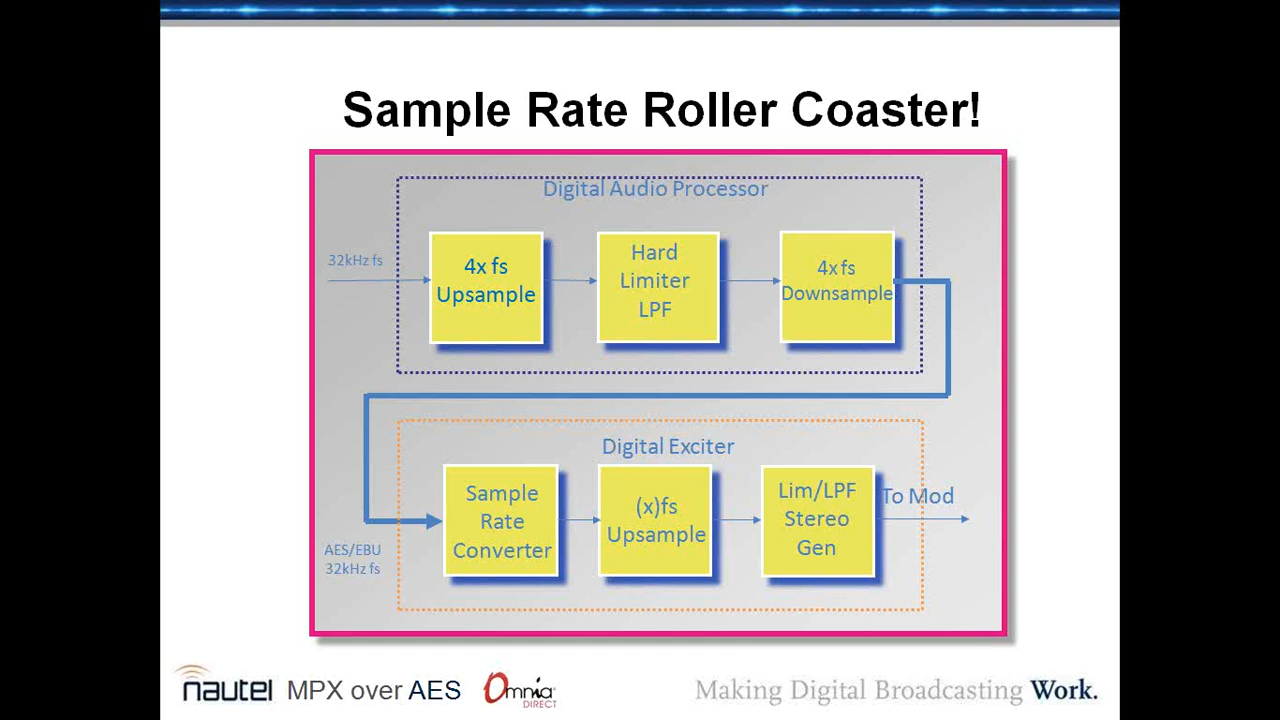 Sample Rate Roller Coaster!
Digital Audio Processor
32kHz fs
4x fs
Upsample
Hard
Limiter
LPF
4x fs
Downsample
Digital Exciter
AES/EBU
32kHz fs
Sample
Rate
Converter
(x)fs
Upsample
Lim/LPF
Stereo
Gen
To Mod
nautel MPX over AES Omnia
DIRECT
Making Digital Broadcasting Work.